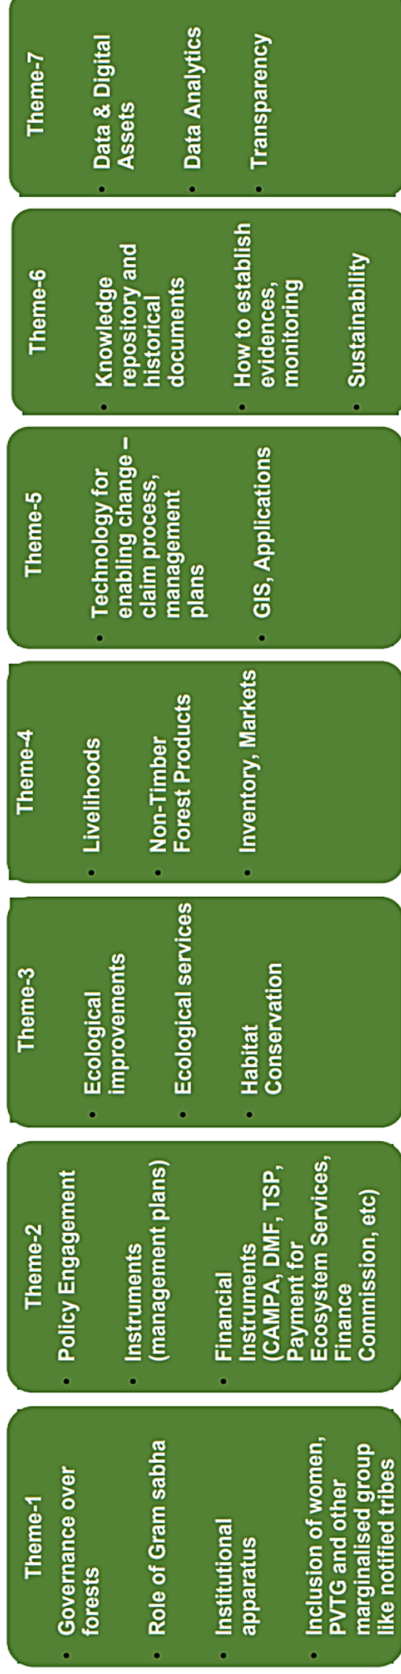 Theme-1
• Governance over
forests
• Role of Gram sabha
• Institutional
apparatus
• Inclusion of women,
PVTG and other
marginalised group
like notified tribes
Theme-2
• Policy Engagement
• Instruments
(management plans)
• Financial
Instruments
(CAMPA, DMF, TSP,
Payment for
Ecosystem Services,
Finance
Commission, etc)
Theme-3
• Ecological
improvements
• Ecological services
• Habitat
Conservation
Theme-4
• Livelihoods
• Non-Timber
Forest Products
• Inventory, Markets
Theme-5
• Technology for
enabling change –
claim process,
management
plans
• GIS, Applications
Theme-6
• Knowledge
repository and
historical
documents
• How to establish
evidences,
monitoring
• Sustainability
Theme-7
• Data & Digital
Assets
• Data Analytics
• Transparency